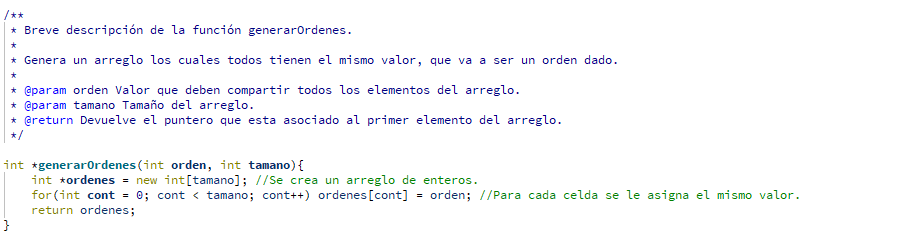 /**
 * Breve descripción de la función generarOrdenes.
 *
 * Genera un arreglo los cuales todos tienen el mismo valor, que va a ser un orden dado.
 *
 * @param orden Valor que deben compartir todos los elementos del arreglo.
 * @param tamano Tamaño del arreglo.
 * @return Devuelve el puntero que esta asociado al primer elemento del arreglo.
 */
int *generarOrdenes(int orden, int tamano){
    int *ordenes = new int[tamano]; //Se crea un arreglo de enteros.
    for(int cont = 0; cont < tamano; cont++) ordenes[cont] = orden; //Para cada celda se le asigna el mismo valor.
    return ordenes;
}